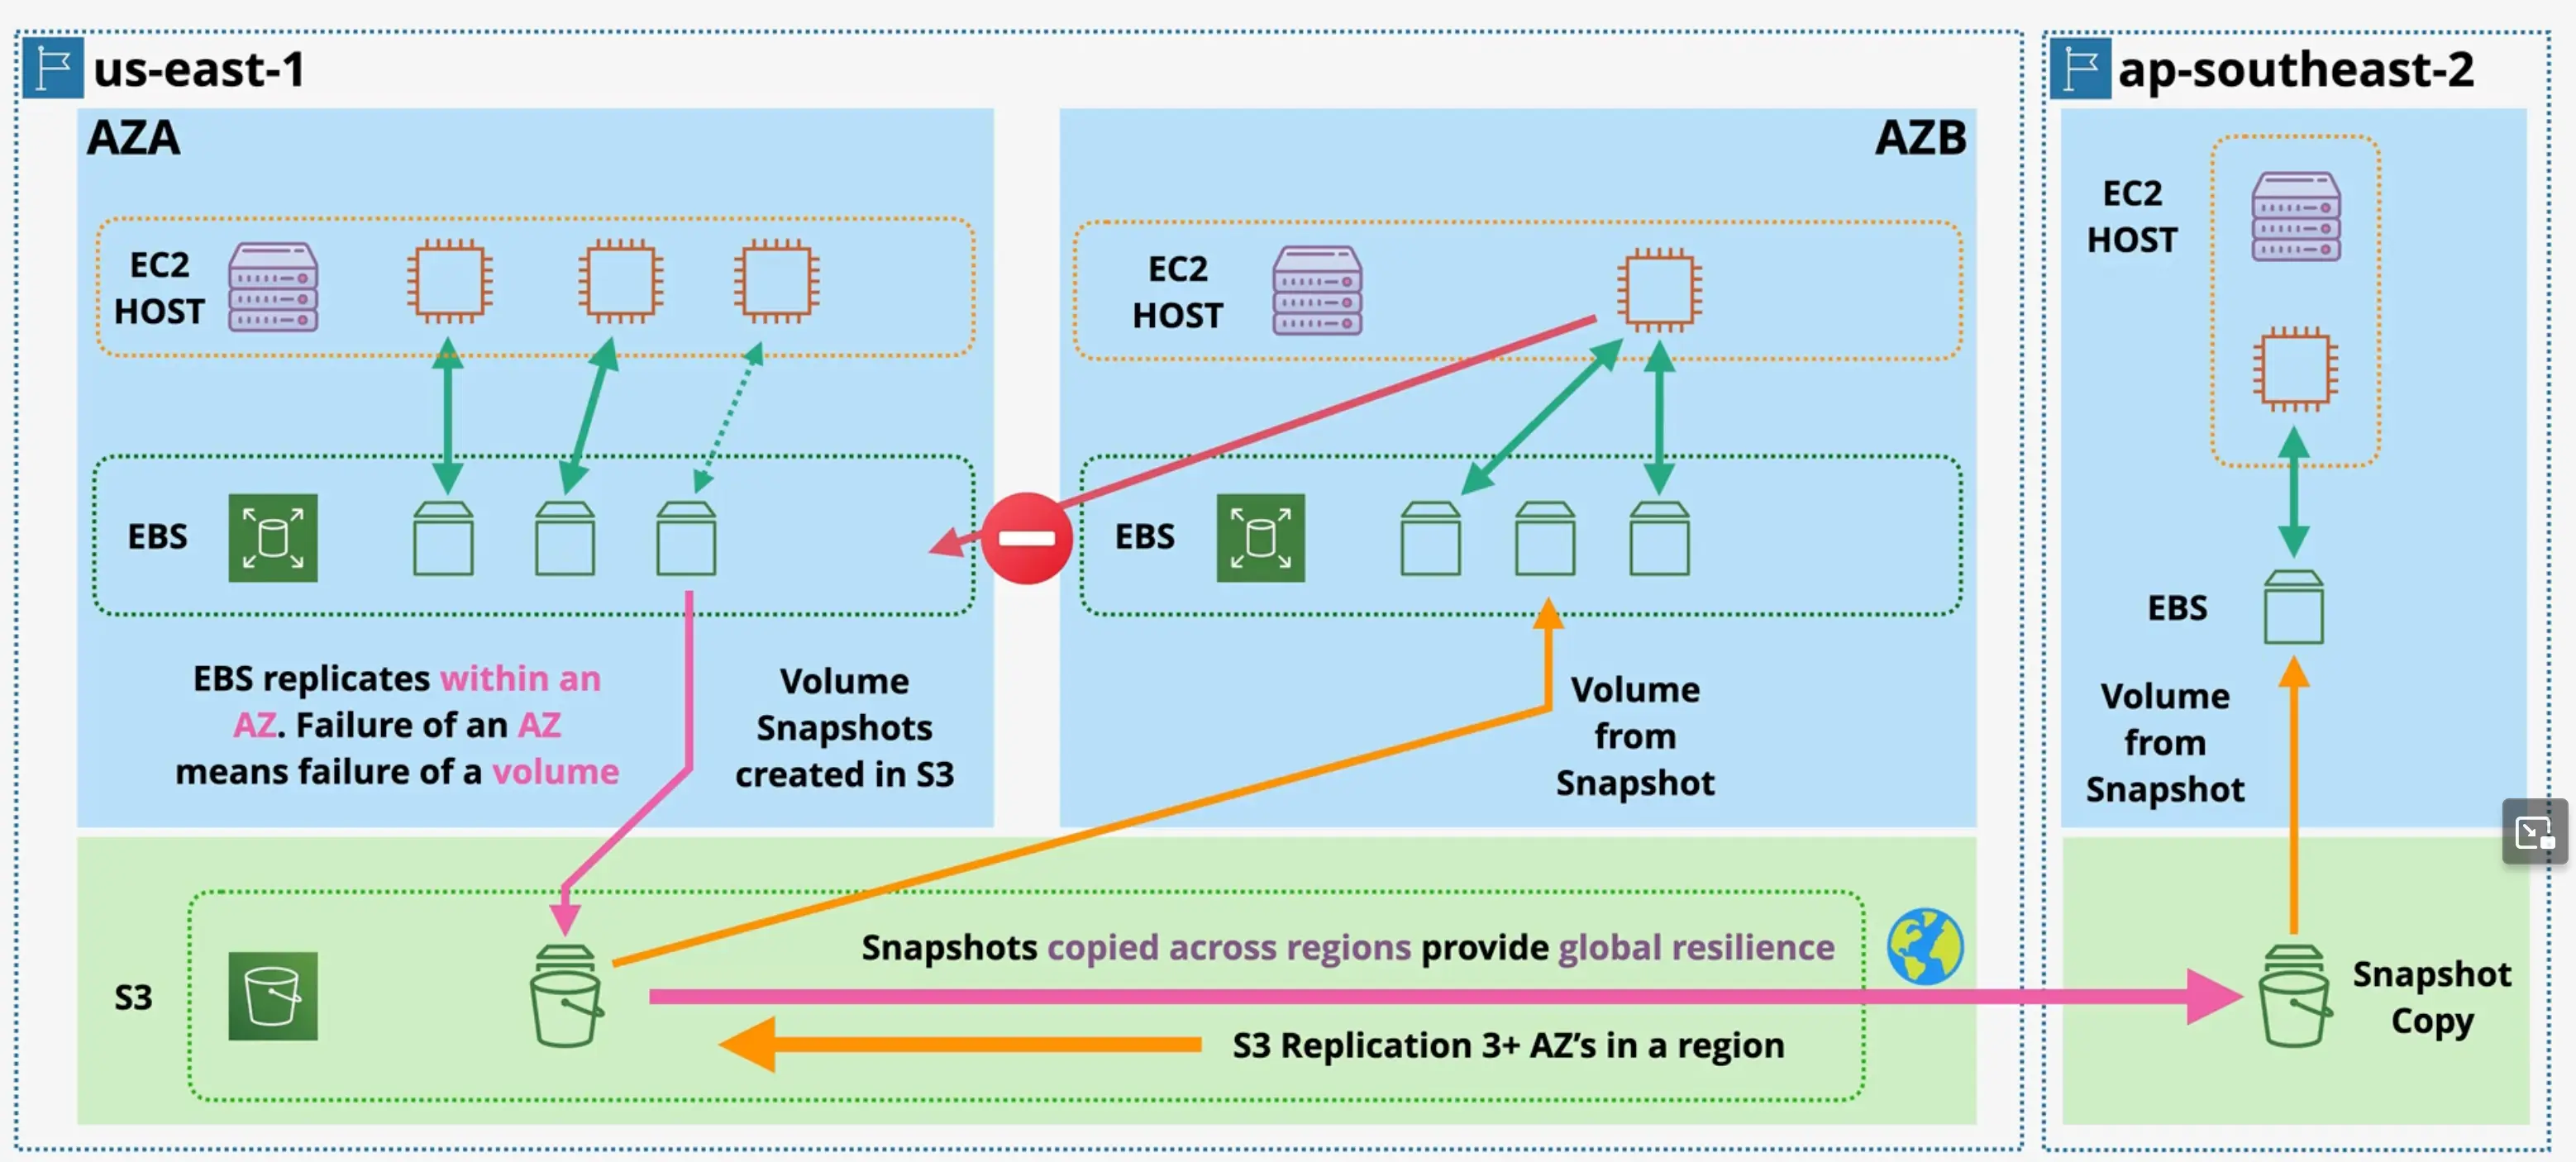 us-east-1
ap-southeast-2
AZA
AZB
EC2
HOST
EC2
HOST
EC2
HOST
EBS
EBS
EBS
EBS replicates within an
AZ. Failure of an AZ
means failure of a volume
Volume
Snapshots
created in S3
Volume
from
Snapshot
Volume
from
Snapshot
S3
Snapshots copied across regions provide global resilience
S3 Replication 3+ AZ's in a region
Snapshot
Copy